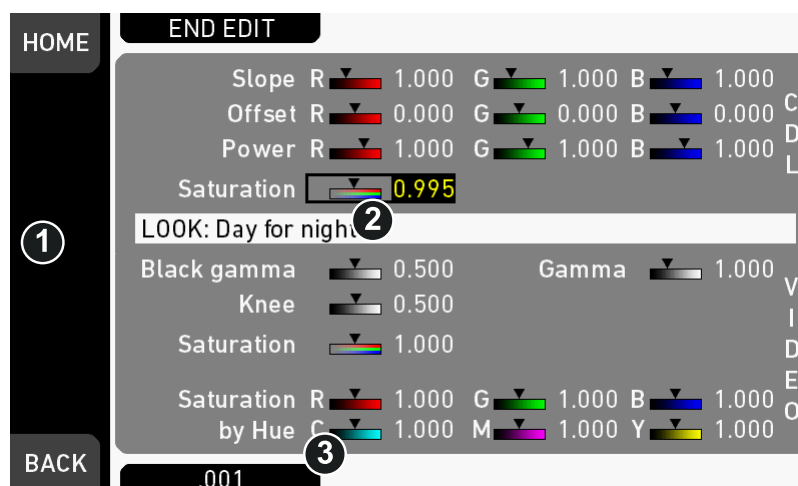 HOME
END EDIT
Slope R 1.000 G 1.000 B 1.000
Offset R 0.000 G 0.000 B 0.000
Power R 1.000 G 1.000 B 1.000
CDL
Saturation 0.995
2
LOOK: Day for night
1
Black gamma 0.500 Gamma 1.000
Knee 0.500
Saturation 1.000
VIDEO
Saturation R 1.000 G 1.000 B 1.000
by Hue C 1.000 M 1.000 Y 1.000
3
BACK
.001